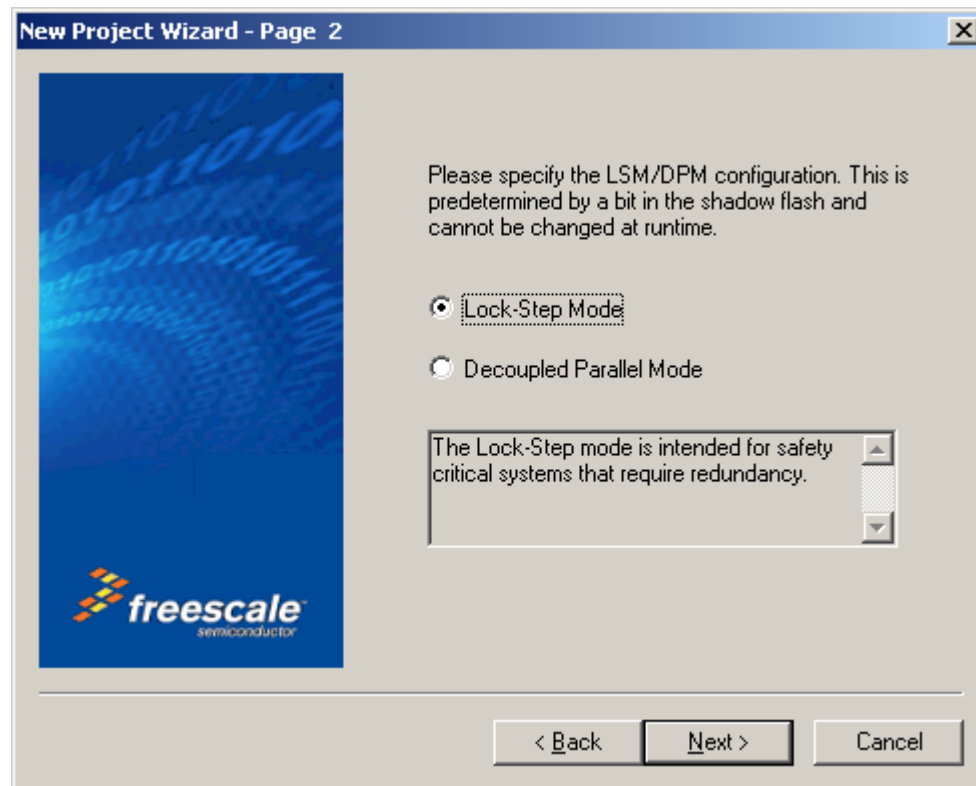 New Project Wizard - Page 2
Please specify the LSM/DPM configuration. This is
predetermined by a bit in the shadow flash and
cannot be changed at runtime.
Lock-Step Mode
Decoupled Parallel Mode
The Lock-Step mode is intended for safety
critical systems that require redundancy.
freescale™
semiconductor
< Back
Next >
Cancel